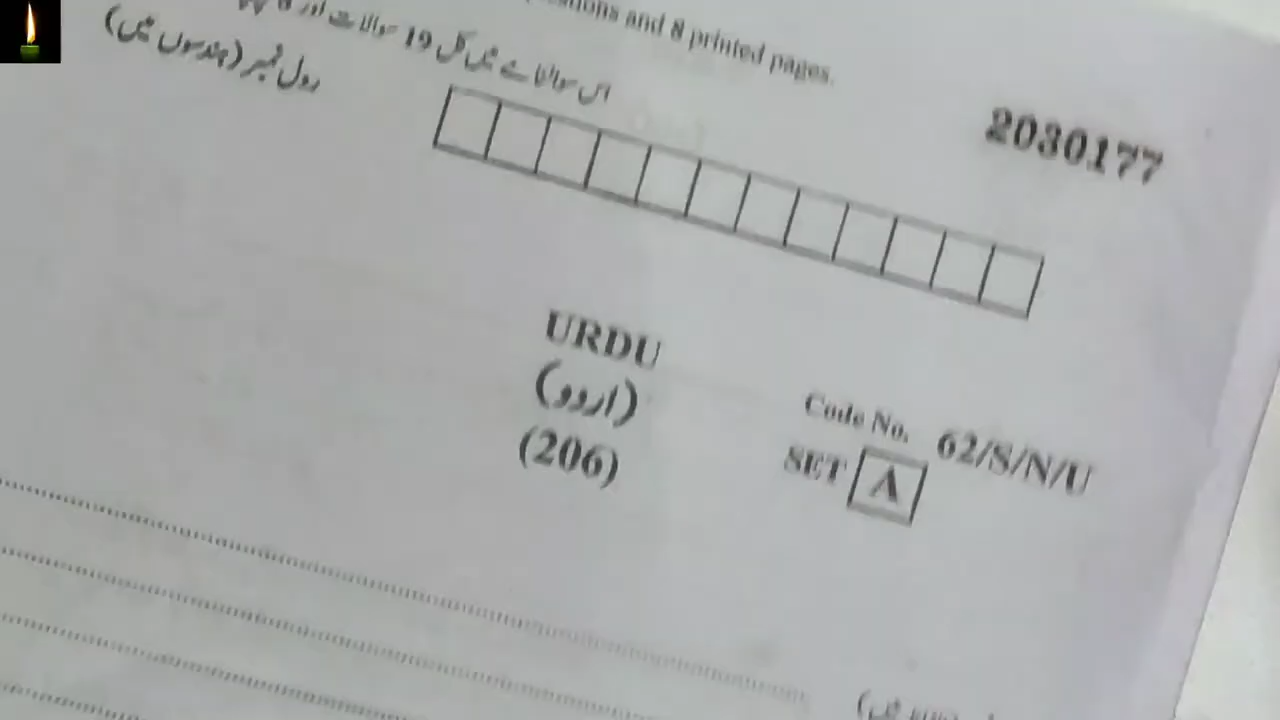 and 8 printed pages.
اس سوالنامے میں کل 19 سوالات اور 8
رول نمبر (ہندسوں میں)
2030177
URDU
(اردو)
(206)
Code No. 62/S/N/U
SET A